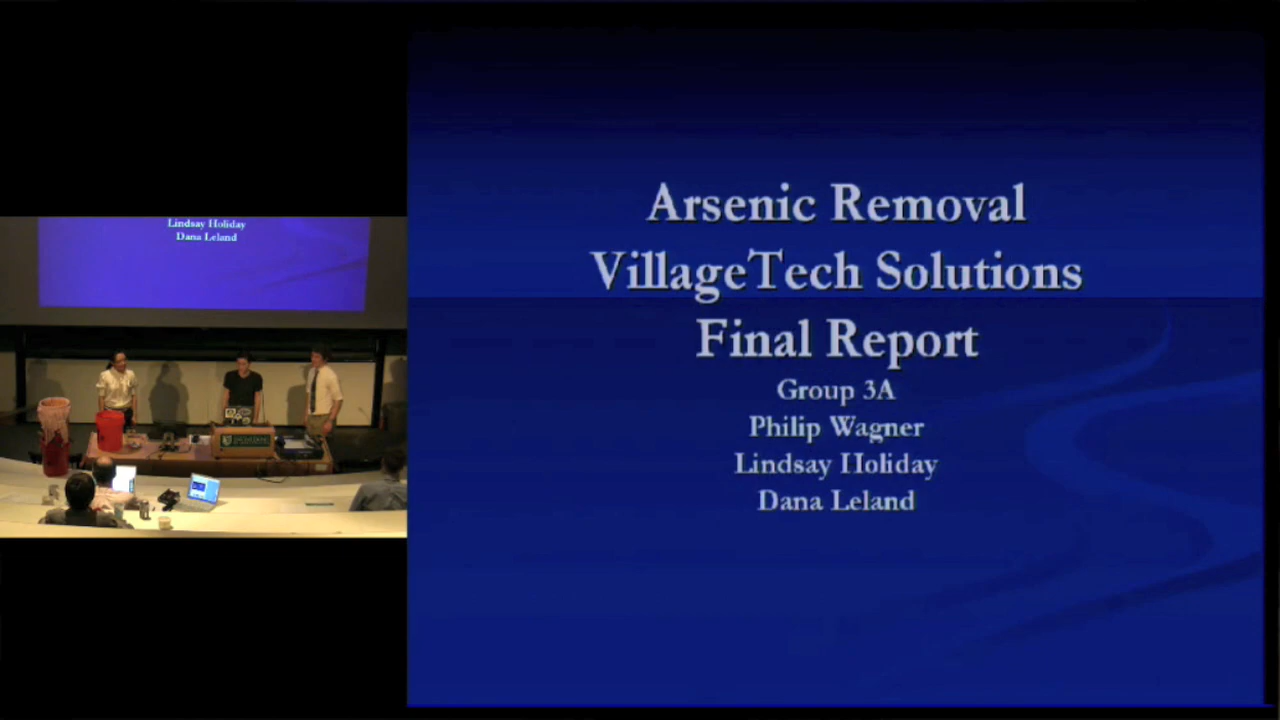 Arsenic Removal
VillageTech Solutions
Final Report
Group 3A
Philip Wagner
Lindsay Holiday
Dana Leland
Lindsay Holiday
Dana Leland